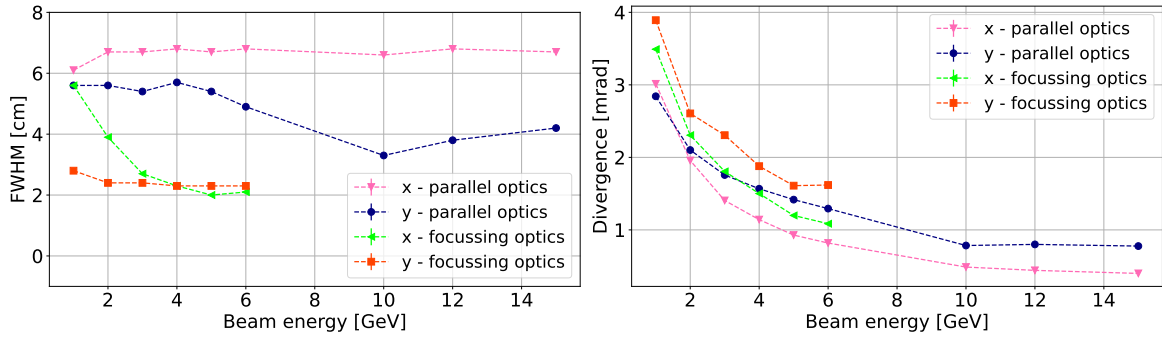 8
6
4
2
0
FWHM [cm]
2
4
6
8
10
12
14
Beam energy [GeV]
x - parallel optics
y - parallel optics
x - focussing optics
y - focussing optics
4
3
2
1
Divergence [mrad]
2
4
6
8
10
12
14
Beam energy [GeV]
x - parallel optics
y - parallel optics
x - focussing optics
y - focussing optics